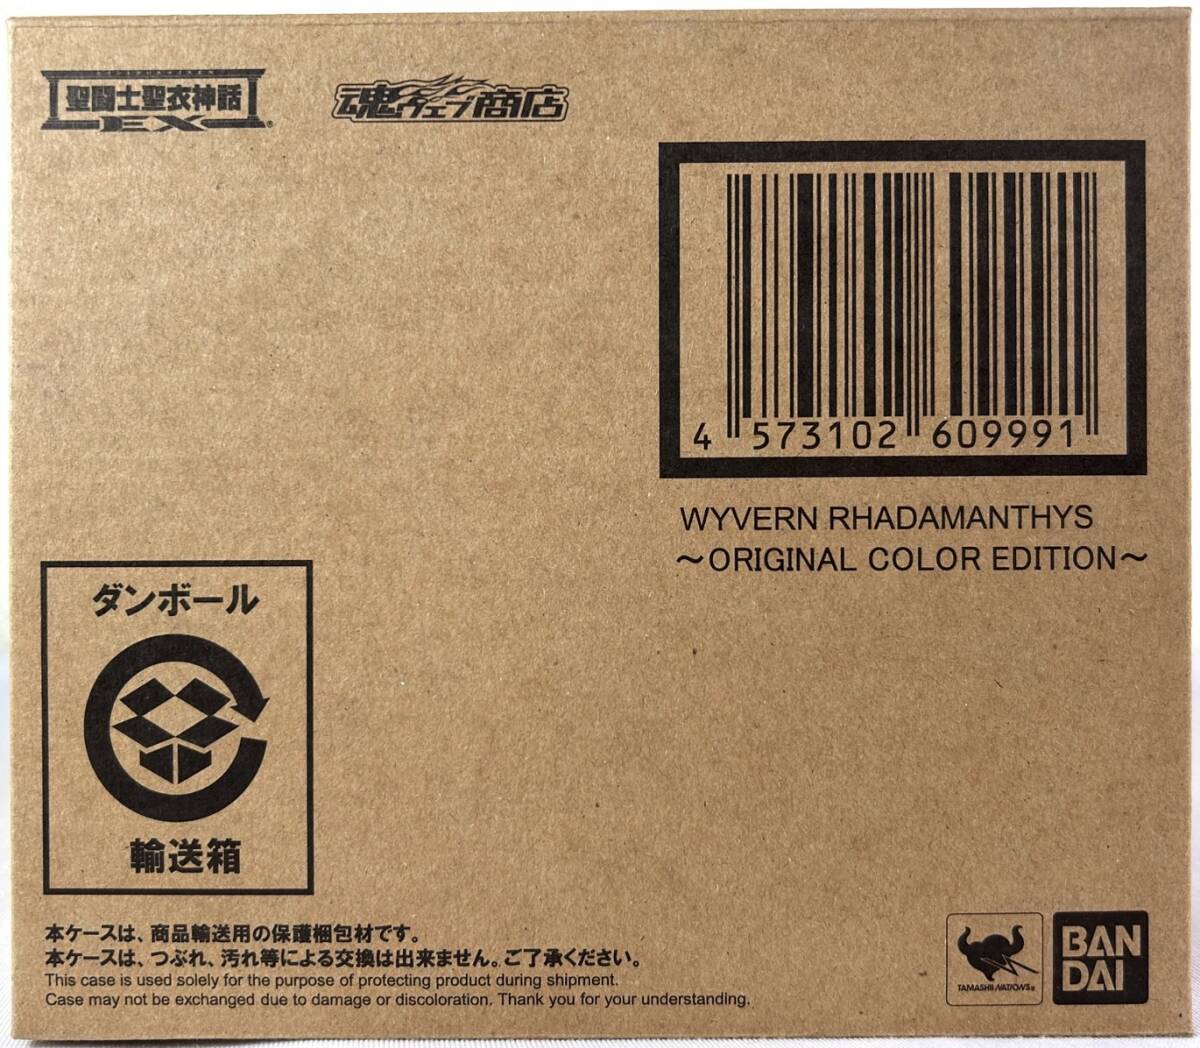 聖闘士聖衣神話
EX
魂ウェブ商店
4 573102 609991
WYVERN RHADAMANTHYS
～ORIGINAL COLOR EDITION～
ダンボール
輸送箱
本ケースは、商品輸送用の保護梱包材です。
本ケースは、つぶれ、汚れ等による交換は出来ません。ご了承ください。
This case is used solely for the purpose of protecting product during shipment.
Case may not be exchanged due to damage or discoloration. Thank you for your understanding.
TAMASHII NATIONS
BAN
DAI